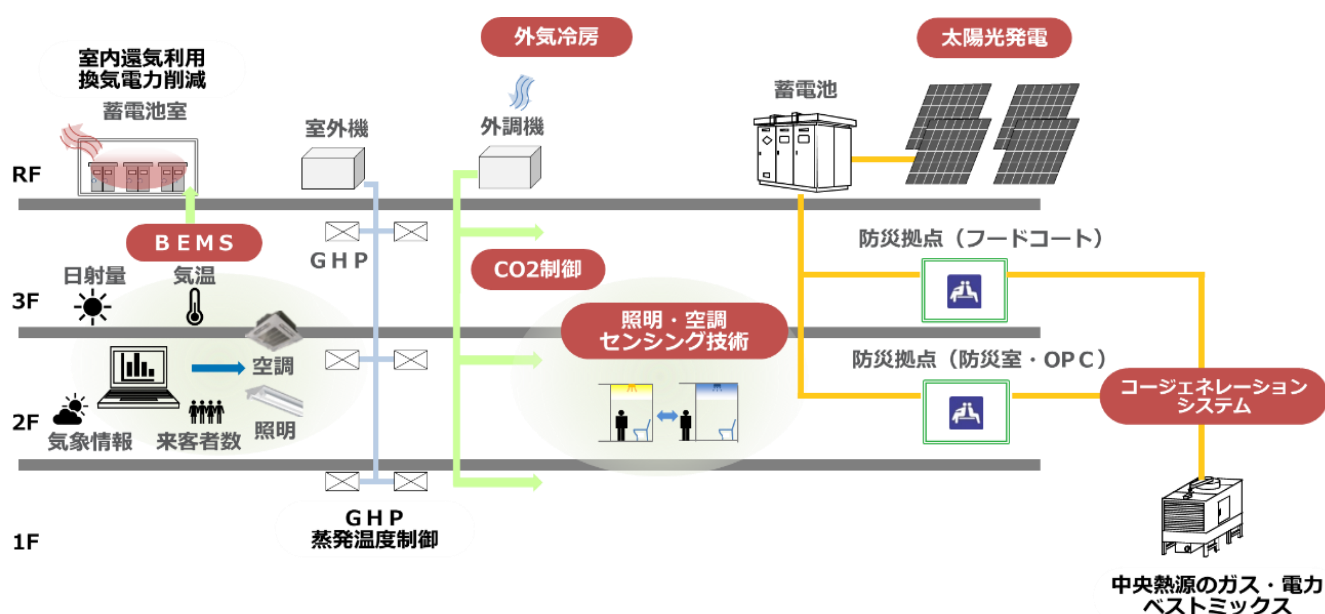 外気冷房
太陽光発電
室内還気利用
換気電力削減
蓄電池室
室外機
外調機
蓄電池
RF
BEMS
GHP
CO2制御
防災拠点（フードコート）
日射量
気温
3F
照明・空調
センシング技術
防災拠点（防災室・OPC）
空調
コージェネレーション
システム
2F
気象情報
来客者数
照明
GHP
蒸発温度制御
1F
中央熱源のガス・電力
ベストミックス